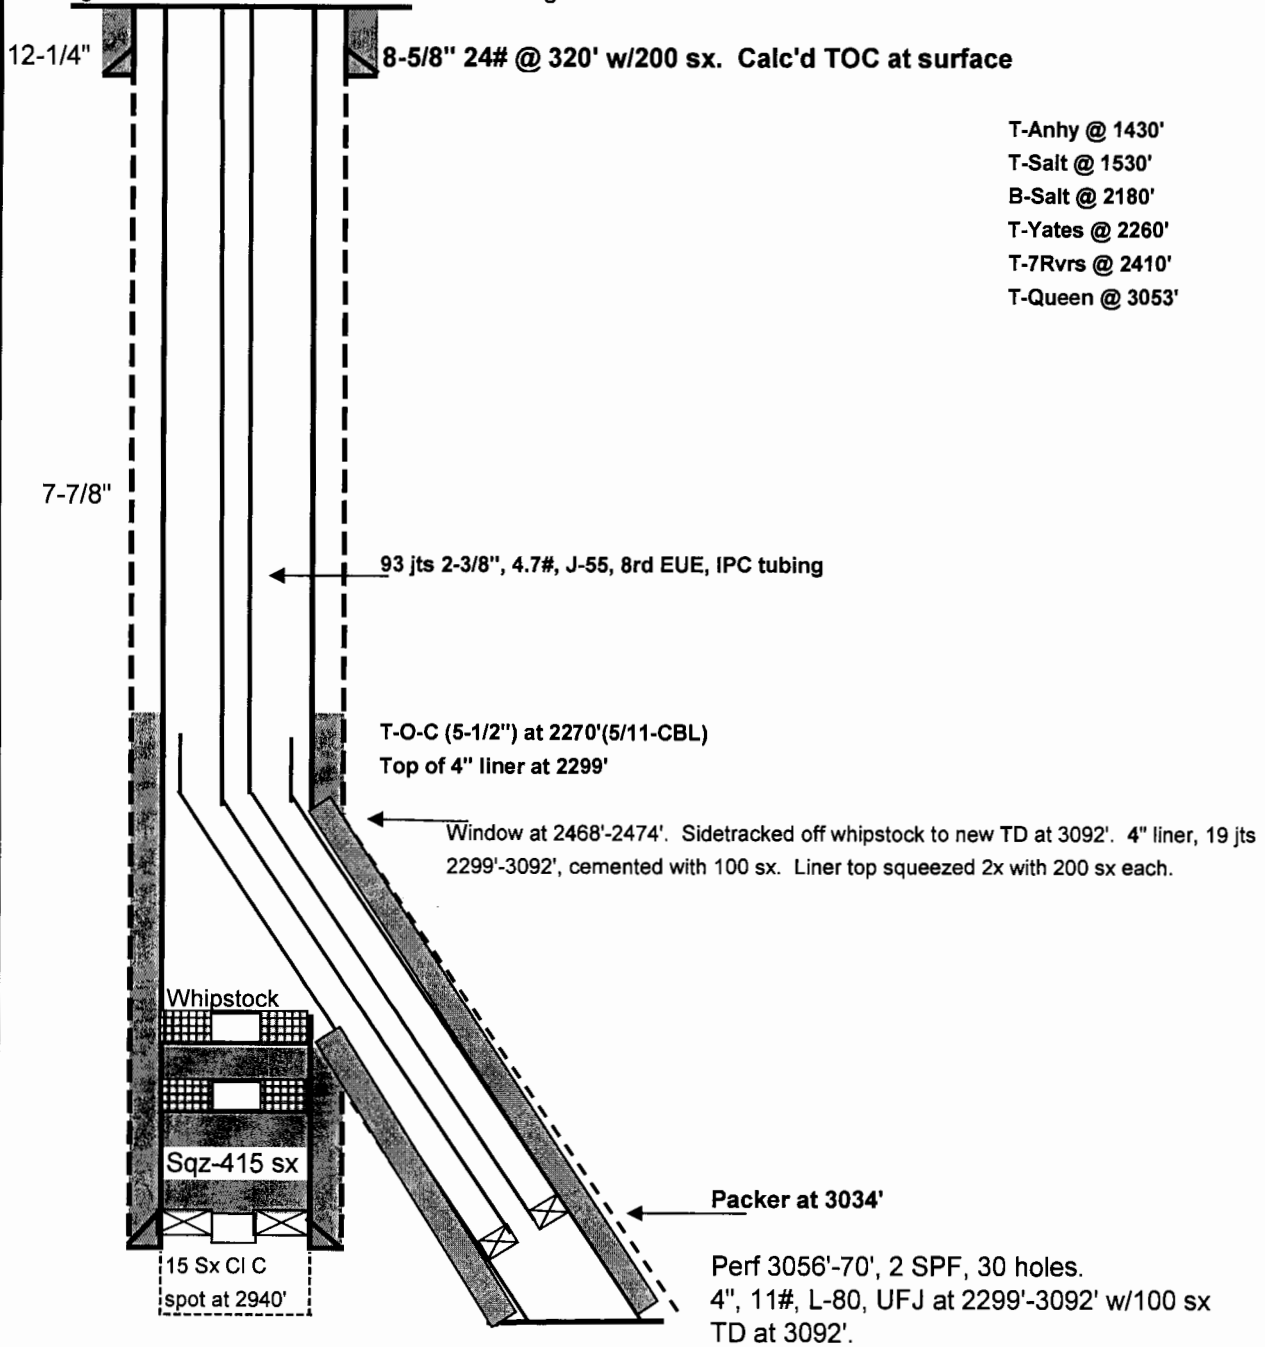 12-1/4"
8-5/8" 24# @ 320' w/200 sx. Calc'd TOC at surface
T-Anhy @ 1430'
T-Salt @ 1530'
B-Salt @ 2180'
T-Yates @ 2260'
T-7Rvrs @ 2410'
T-Queen @ 3053'
7-7/8"
93 jts 2-3/8", 4.7#, J-55, 8rd EUE, IPC tubing
T-O-C (5-1/2") at 2270'(5/11-CBL)
Top of 4" liner at 2299'
Window at 2468'-2474'. Sidetracked off whipstock to new TD at 3092'. 4" liner, 19 jts
2299'-3092', cemented with 100 sx. Liner top squeezed 2x with 200 sx each.
Whipstock
Sqz-415 sx
Packer at 3034'
15 Sx Cl C
spot at 2940'
Perf 3056'-70', 2 SPF, 30 holes.
4", 11#, L-80, UFJ at 2299'-3092' w/100 sx
TD at 3092'.